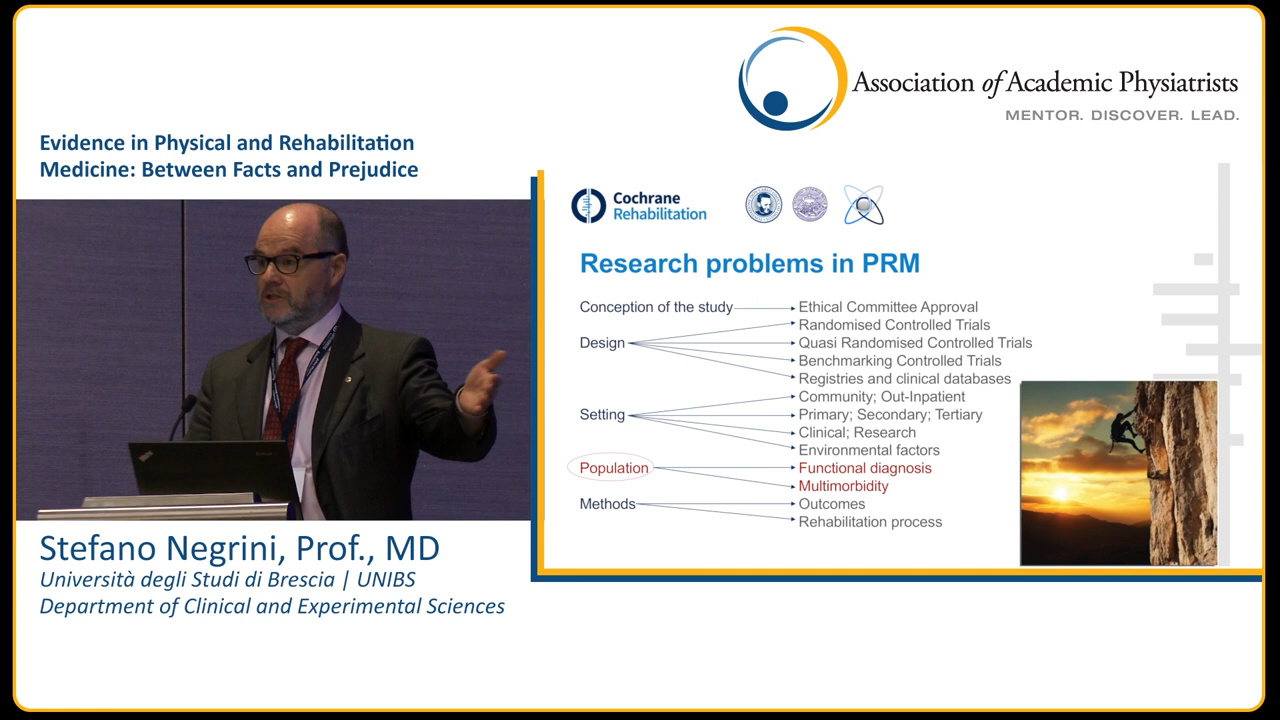 Association of Academic Physiatrists
MENTOR. DISCOVER. LEAD.
Evidence in Physical and Rehabilitation
Medicine: Between Facts and Prejudice
Cochrane
Rehabilitation
Research problems in PRM
Conception of the study
Ethical Committee Approval
Design
Randomised Controlled Trials
Quasi Randomised Controlled Trials
Benchmarking Controlled Trials
Registries and clinical databases
Setting
Community; Out-Inpatient
Primary; Secondary; Tertiary
Clinical; Research
Environmental factors
Population
Functional diagnosis
Multimorbidity
Methods
Outcomes
Rehabilitation process
Stefano Negrini, Prof., MD
Università degli Studi di Brescia | UNIBS
Department of Clinical and Experimental Sciences